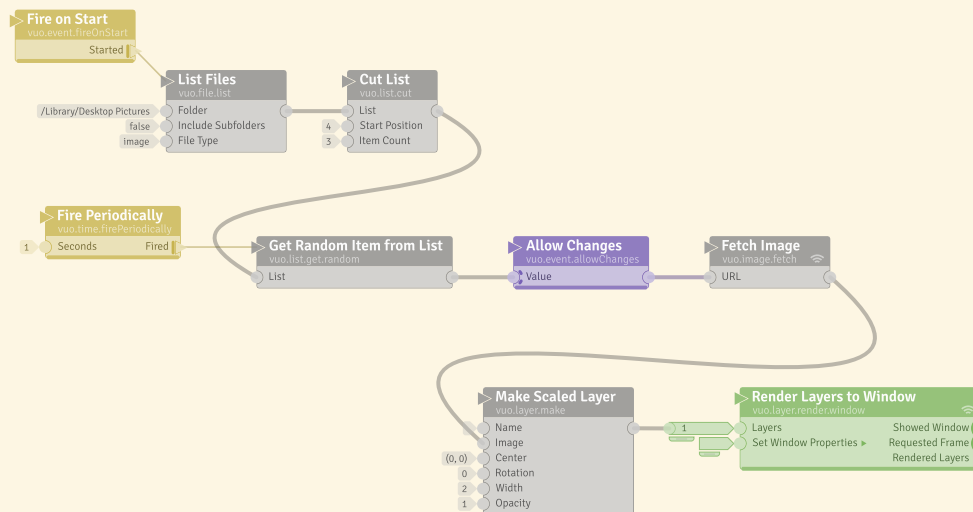 Fire on Start
vuo.event.fireOnStart
Started
List Files
vuo.file.list
/Library/Desktop Pictures
Folder
false
Include Subfolders
image
File Type
Cut List
vuo.list.cut
List
4
Start Position
3
Item Count
Fire Periodically
vuo.time.firePeriodically
1
Seconds
Fired
Get Random Item from List
vuo.list.get.random
List
Allow Changes
vuo.event.allowChanges
Value
Fetch Image
vuo.image.fetch
URL
Make Scaled Layer
vuo.layer.make
Name
Image
(0, 0)
Center
0
Rotation
2
Width
1
Opacity
Render Layers to Window
vuo.layer.render.window
1
Layers
Showed Window
Set Window Properties
Requested Frame
Rendered Layers